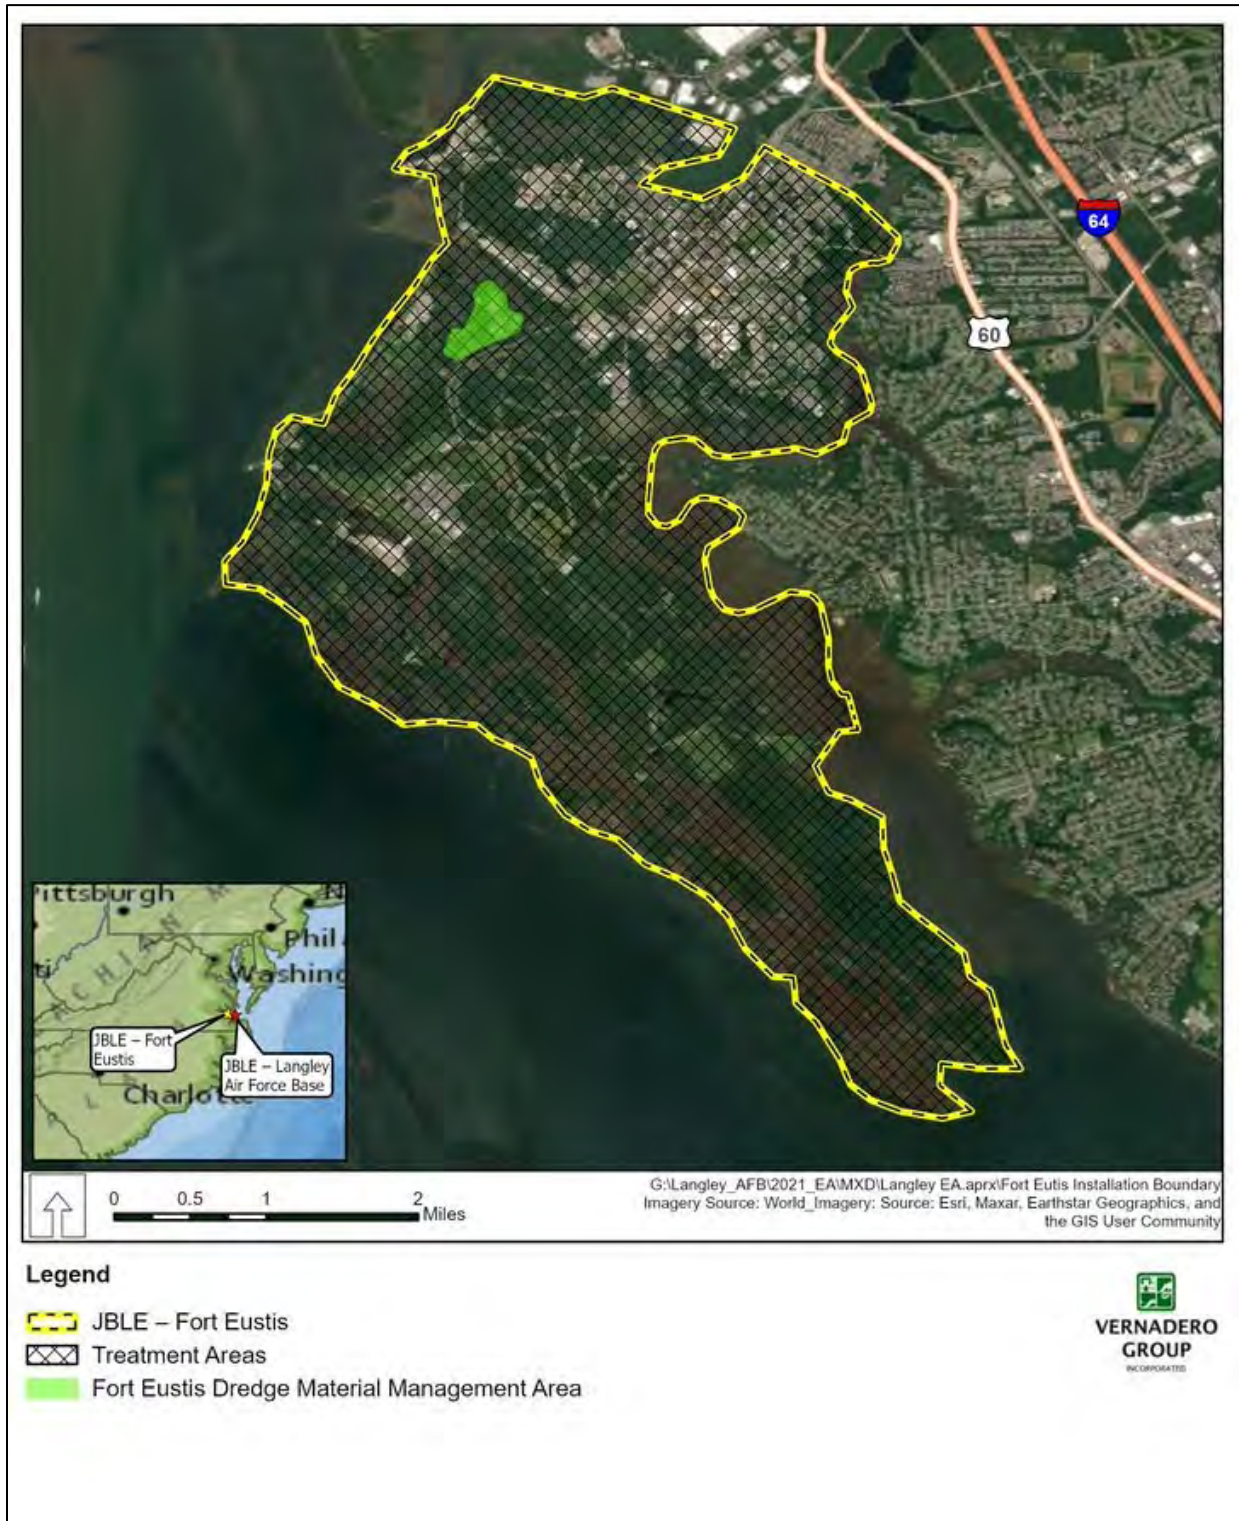 64
60
Pittsburgh
Phil
Washing
CHIAN M
JBLE – Fort
Eustis
JBLE – Langley
Air Force Base
Charlotte
0 0.5 1 2
Miles
G:\Langley_AFB\2021_EA\MXD\Langley EA.aprx\Fort Eutis Installation Boundary
Imagery Source: World_Imagery: Source: Esri, Maxar, Earthstar Geographics, and
the GIS User Community
Legend
JBLE – Fort Eustis
Treatment Areas
Fort Eustis Dredge Material Management Area
VERNADERO
GROUP
INCORPORATED